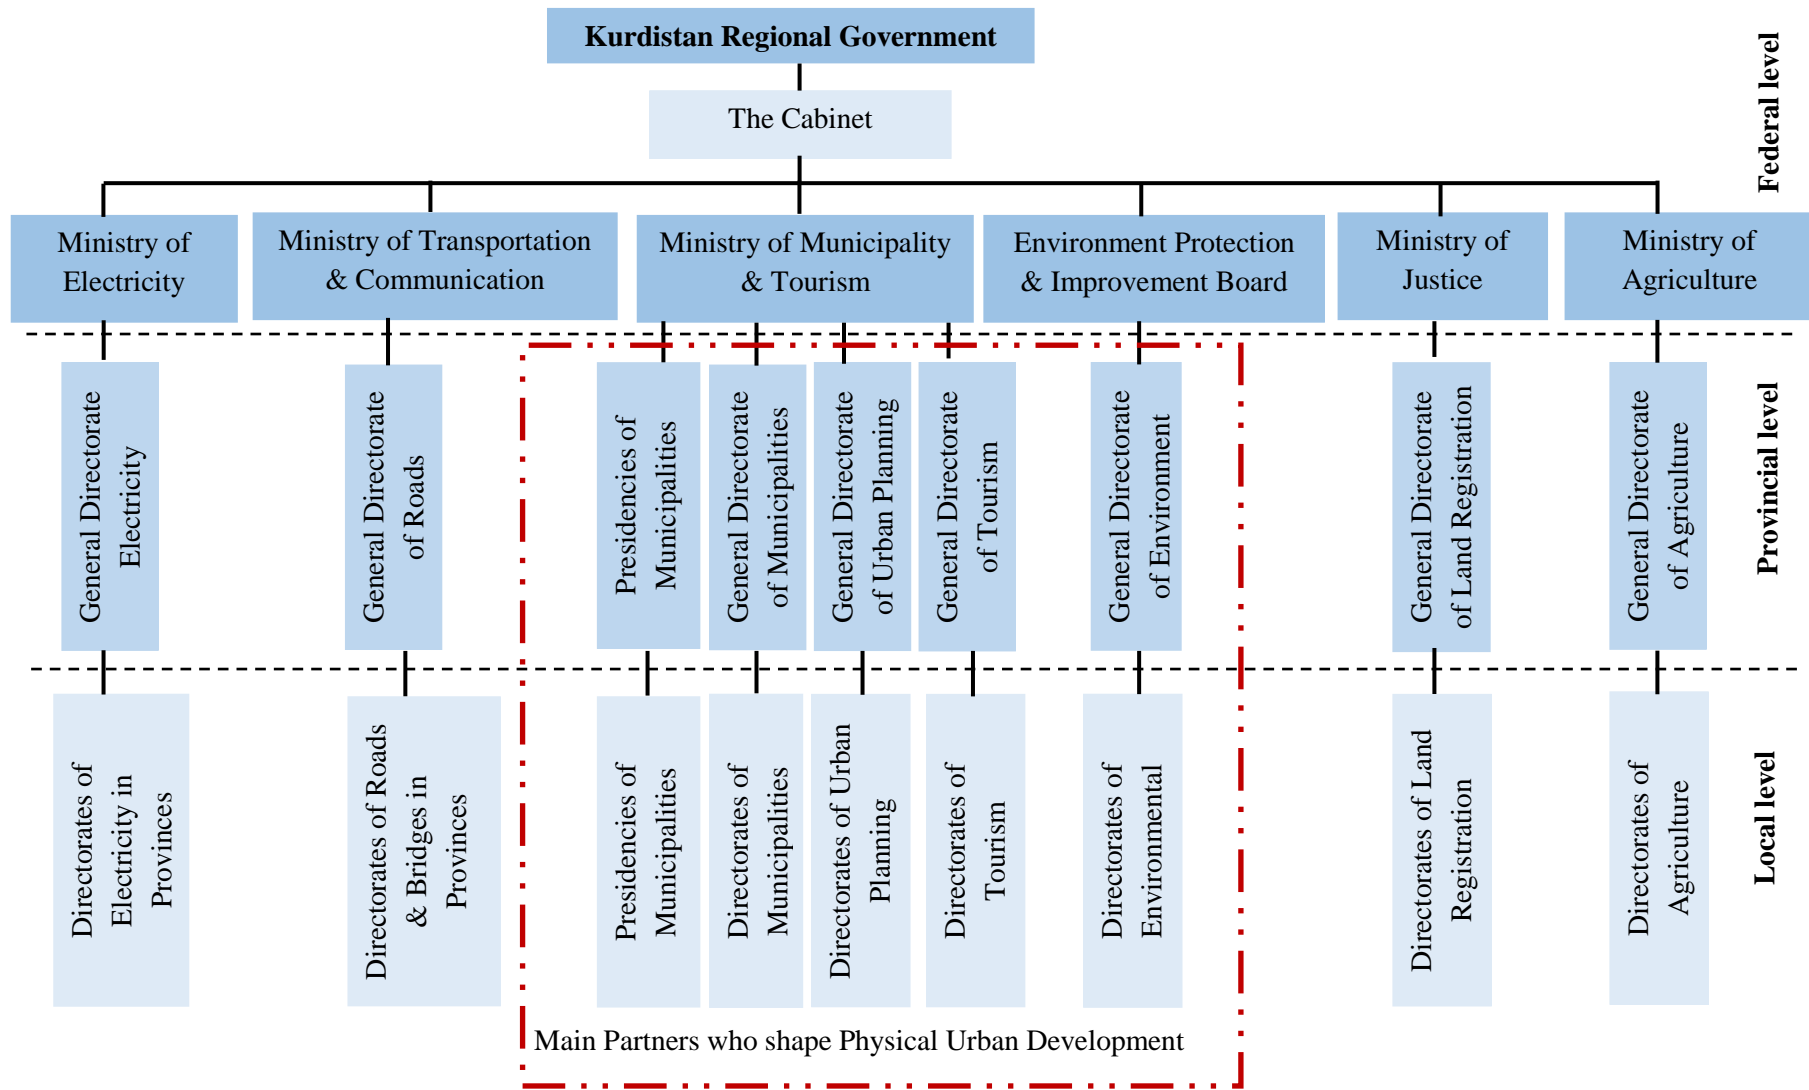 Kurdistan Regional Government
The Cabinet
Federal level
Ministry of
Electricity
Ministry of Transportation
& Communication
Ministry of Municipality
& Tourism
Environment Protection
& Improvement Board
Ministry of
Justice
Ministry of
Agriculture
General Directorate
Electricity
General Directorate
of Roads
Presidencies of
Municipalities
General Directorate
of Municipalities
General Directorate
of Urban Planning
General Directorate
of Tourism
General Directorate
of Environment
General Directorate
of Land Registration
General Directorate
of Agriculture
Provincial level
Directorates of
Electricity in
Provinces
Directorates of Roads
& Bridges in
Provinces
Presidencies of
Municipalities
Directorates of
Municipalities
Directorates of Urban
Planning
Directorates of
Tourism
Directorates of
Environmental
Directorates of Land
Registration
Directorates of
Agriculture
Local level
Main Partners who shape Physical Urban Development